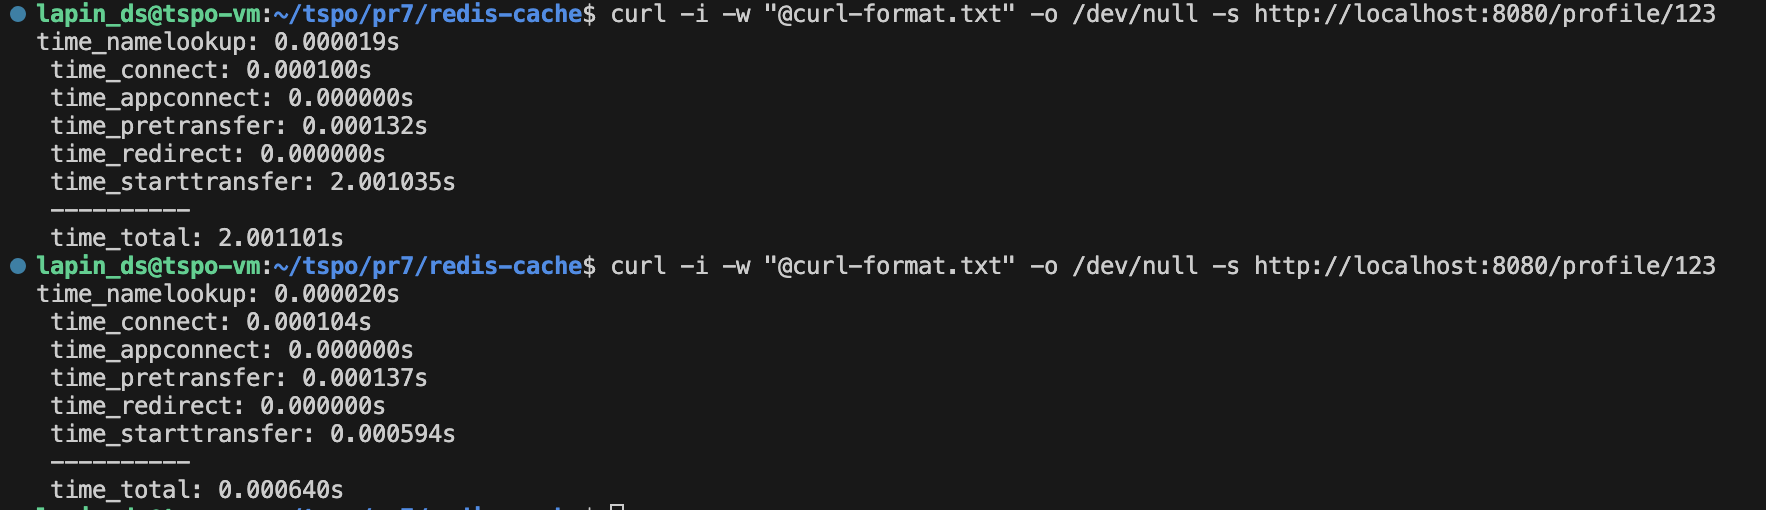 lapin_ds@tspo-vm:~/tspo/pr7/redis-cache$ curl -i -w "@curl-format.txt" -o /dev/null -s http://localhost:8080/profile/123
time_namelookup: 0.000019s
time_connect: 0.000100s
time_appconnect: 0.000000s
time_pretransfer: 0.000132s
time_redirect: 0.000000s
time_starttransfer: 2.001035s
----------
time_total: 2.001101s
lapin_ds@tspo-vm:~/tspo/pr7/redis-cache$ curl -i -w "@curl-format.txt" -o /dev/null -s http://localhost:8080/profile/123
time_namelookup: 0.000020s
time_connect: 0.000104s
time_appconnect: 0.000000s
time_pretransfer: 0.000137s
time_redirect: 0.000000s
time_starttransfer: 0.000594s
----------
time_total: 0.000640s